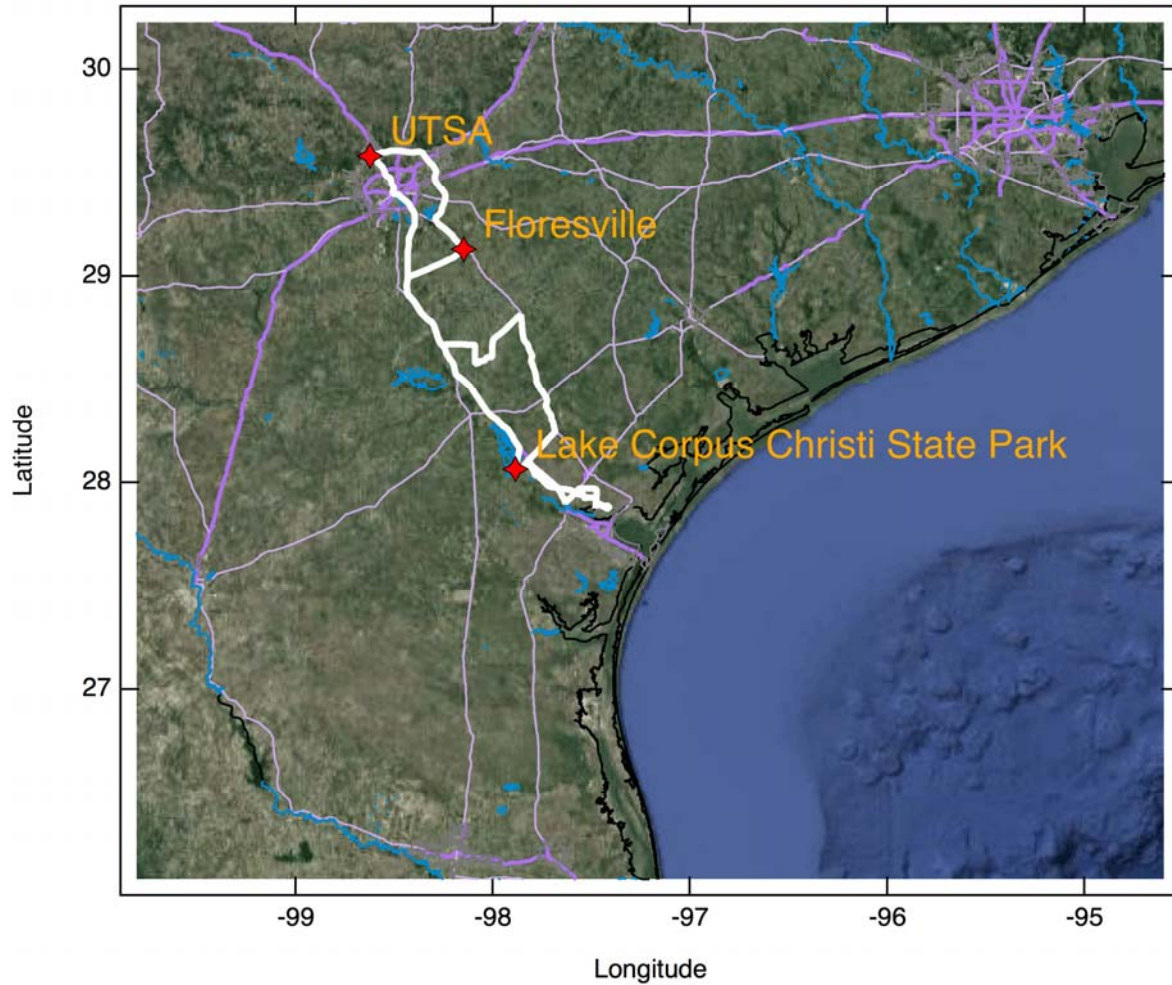 30
29
28
27
Latitude
UTSA
Floresville
Lake Corpus Christi State Park
-99
-98
-97
-96
-95
Longitude